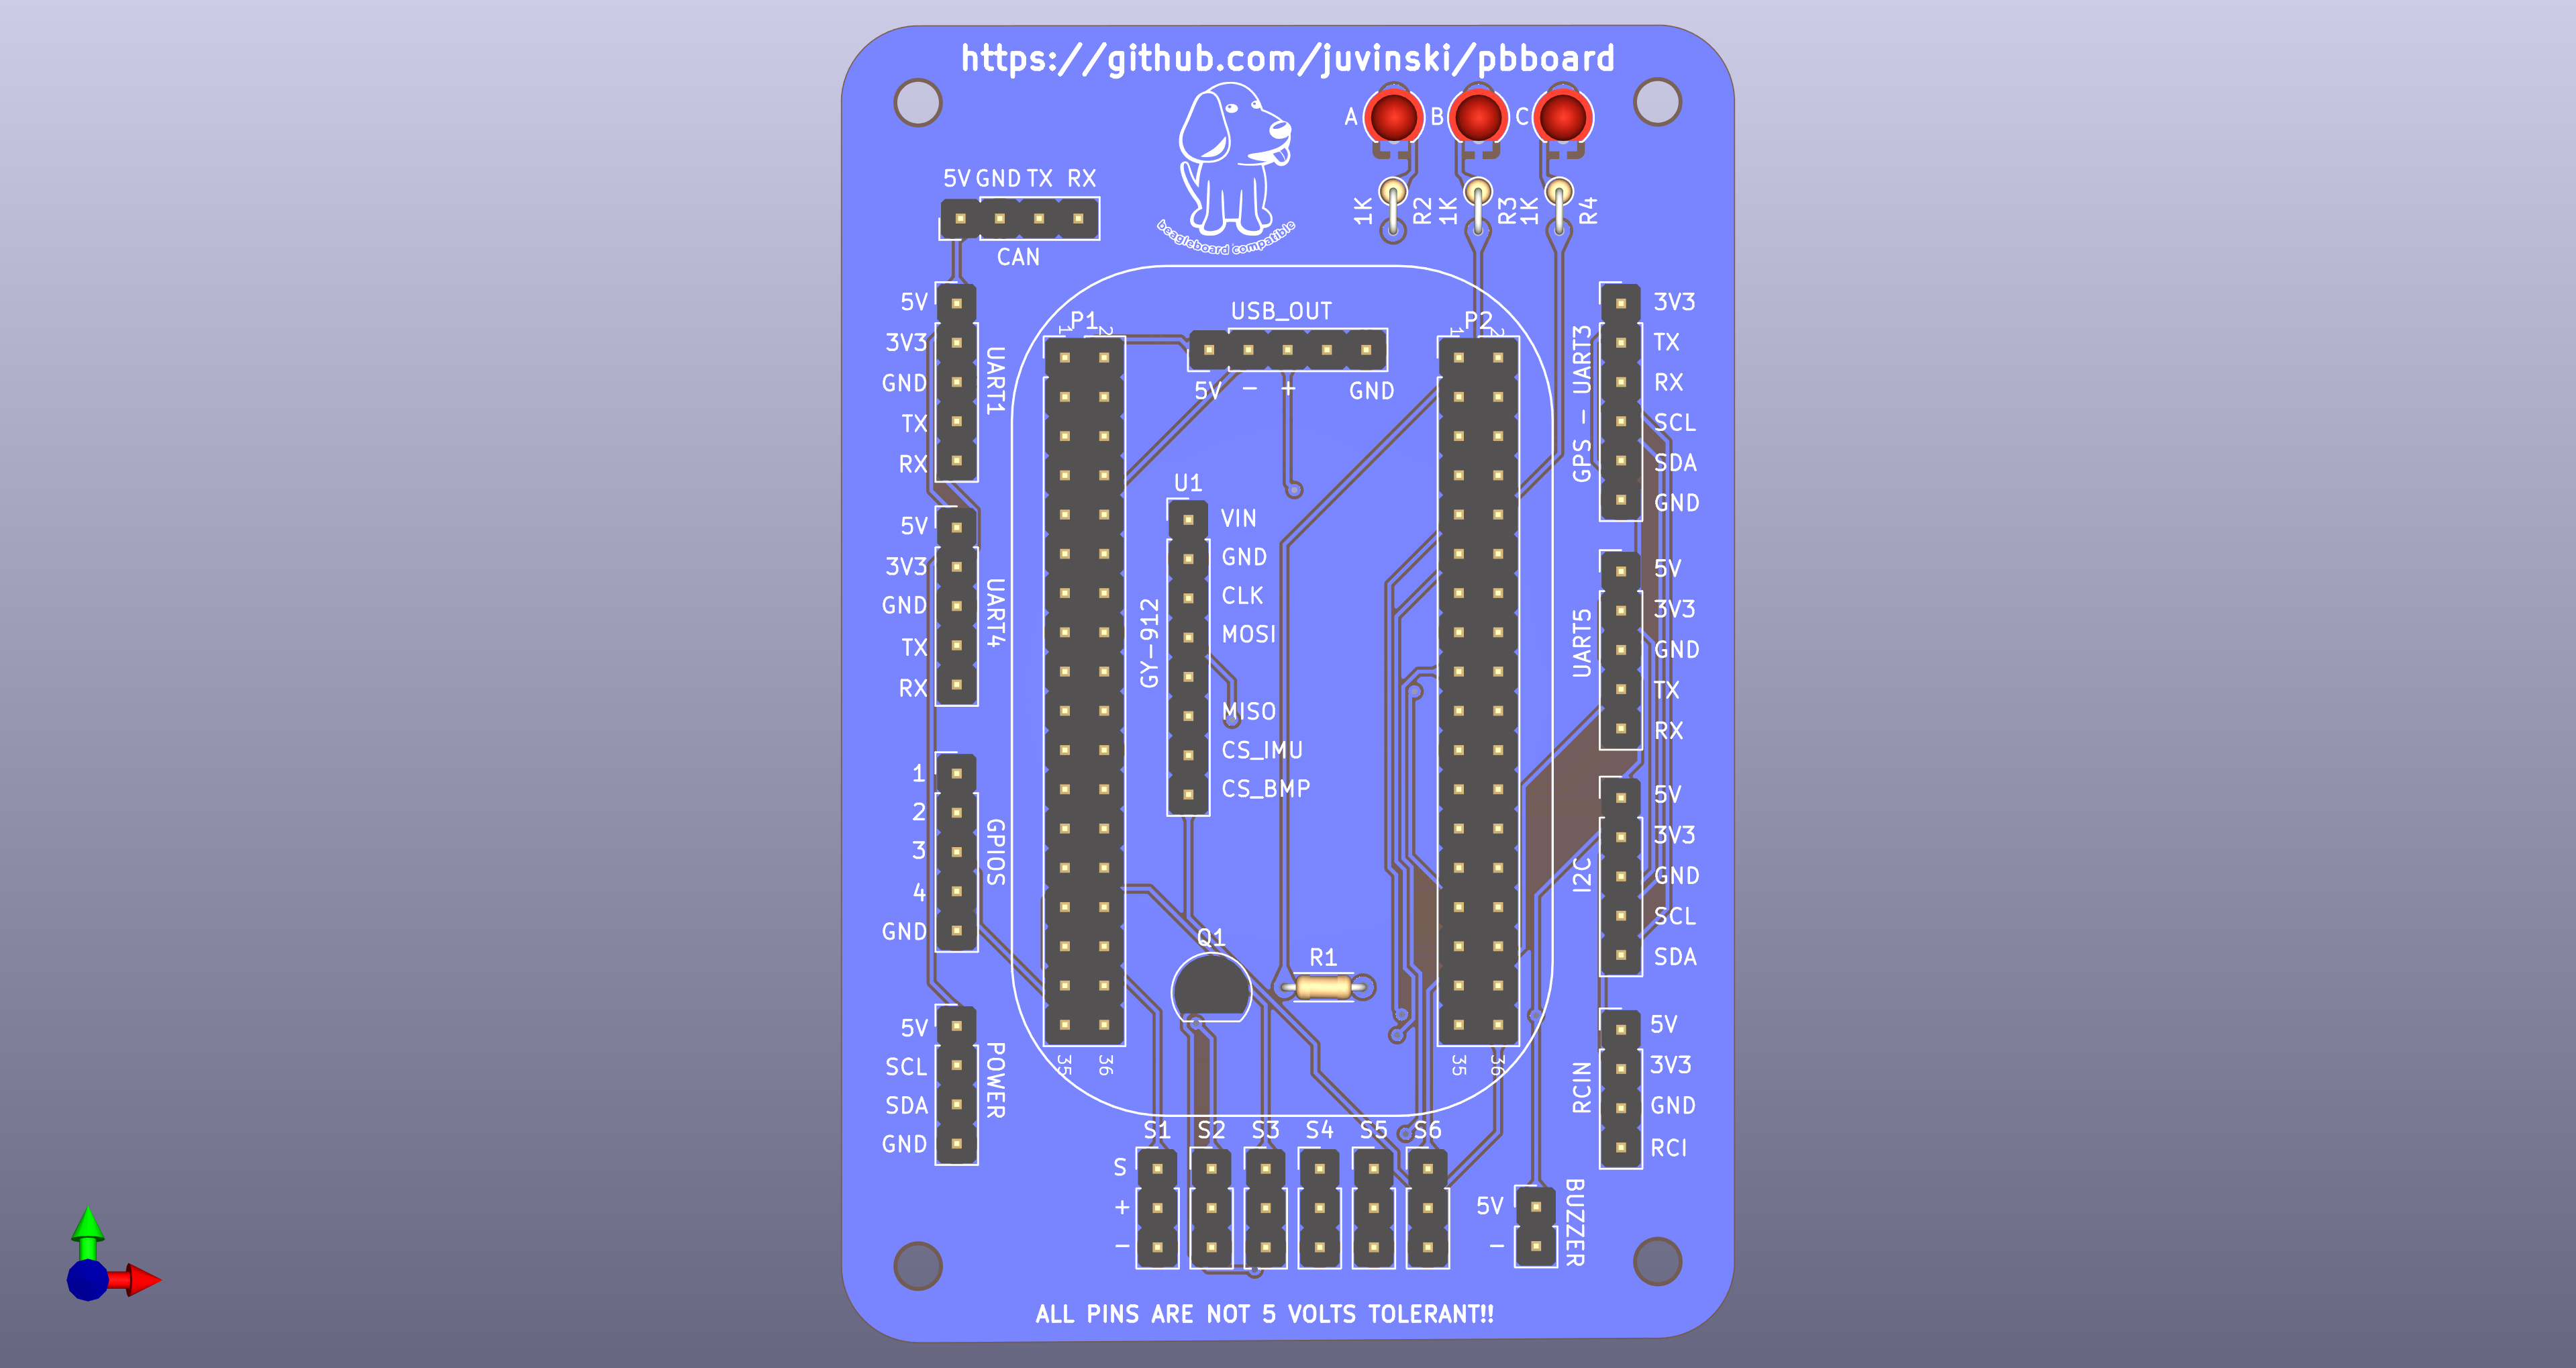 https://github.com/juvinski/pbboard
A B C
1K R2 1K R3 1K R4
beagleboard compatible
5V GND TX RX
CAN
5V
3V3
GND
TX
RX
UART1
5V
3V3
GND
TX
RX
UART4
1
2
3
4
GND
GPIOS
5V
SCL
SDA
GND
POWER
P1
1 2
35 36
USB_OUT
5V - + GND
U1
VIN
GND
CLK
MOSI
MISO
CS_IMU
CS_BMP
GY-912
Q1
R1
P2
1 2
35 36
GPS - UART3
3V3
TX
RX
SCL
SDA
GND
UART5
5V
3V3
GND
TX
RX
I2C
5V
3V3
GND
SCL
SDA
RCIN
5V
3V3
GND
RCI
S1 S2 S3 S4 S5 S6
S
+
-
5V
-
BUZZER
ALL PINS ARE NOT 5 VOLTS TOLERANT!!